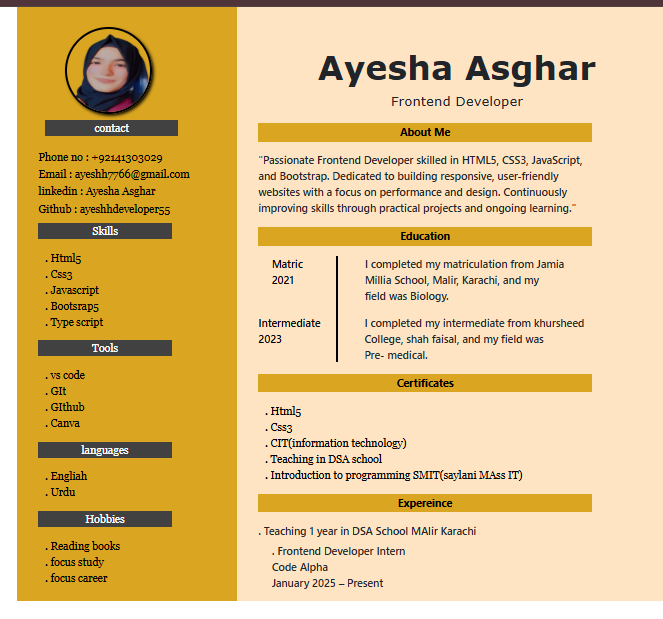 contact
Phone no : +92141303029
Email : ayeshh7766@gmail.com
linkedin : Ayesha Asghar
Github : ayeshhdeveloper55
Skills
. Html5
. Css3
. Javascript
. Bootsrap5
. Type script
Tools
. vs code
. GIt
. GIthub
. Canva
languages
. Engliah
. Urdu
Hobbies
. Reading books
. focus study
. focus career
Ayesha Asghar
Frontend Developer
About Me
"Passionate Frontend Developer skilled in HTML5, CSS3, JavaScript,
and Bootstrap. Dedicated to building responsive, user-friendly
websites with a focus on performance and design. Continuously
improving skills through practical projects and ongoing learning."
Education
Matric
2021
I completed my matriculation from Jamia
Millia School, Malir, Karachi, and my
field was Biology.
Intermediate
2023
I completed my intermediate from khursheed
College, shah faisal, and my field was
Pre- medical.
Certificates
. Html5
. Css3
. CIT(information technology)
. Teaching in DSA school
. Introduction to programming SMIT(saylani MAss IT)
Expereince
. Teaching 1 year in DSA School MAlir Karachi
. Frontend Developer Intern
Code Alpha
January 2025 – Present